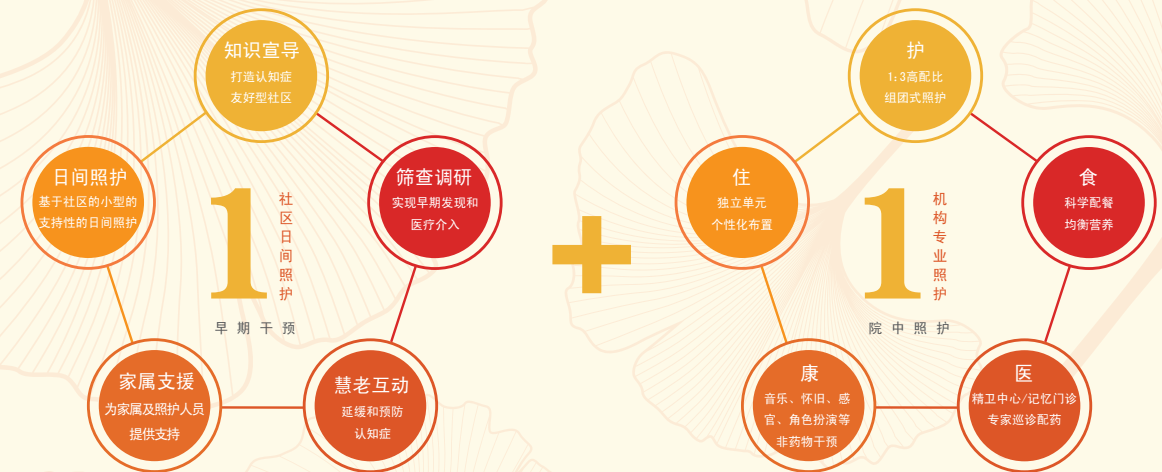 知识宣导
打造认知症
友好型社区
日间照护
基于社区的小型的
支持性的日间照护
筛查调研
实现早期发现和
医疗介入
1
社区日间照护
早期干预
家属支援
为家属及照护人员
提供支持
慧老互动
延缓和预防
认知症
+
护
1:3高配比
组团式照护
住
独立单元
个性化布置
食
科学配餐
均衡营养
1
机构专业照护
院中照护
康
音乐、怀旧、感
官、角色扮演等
非药物干预
医
精卫中心/记忆门诊
专家巡诊配药